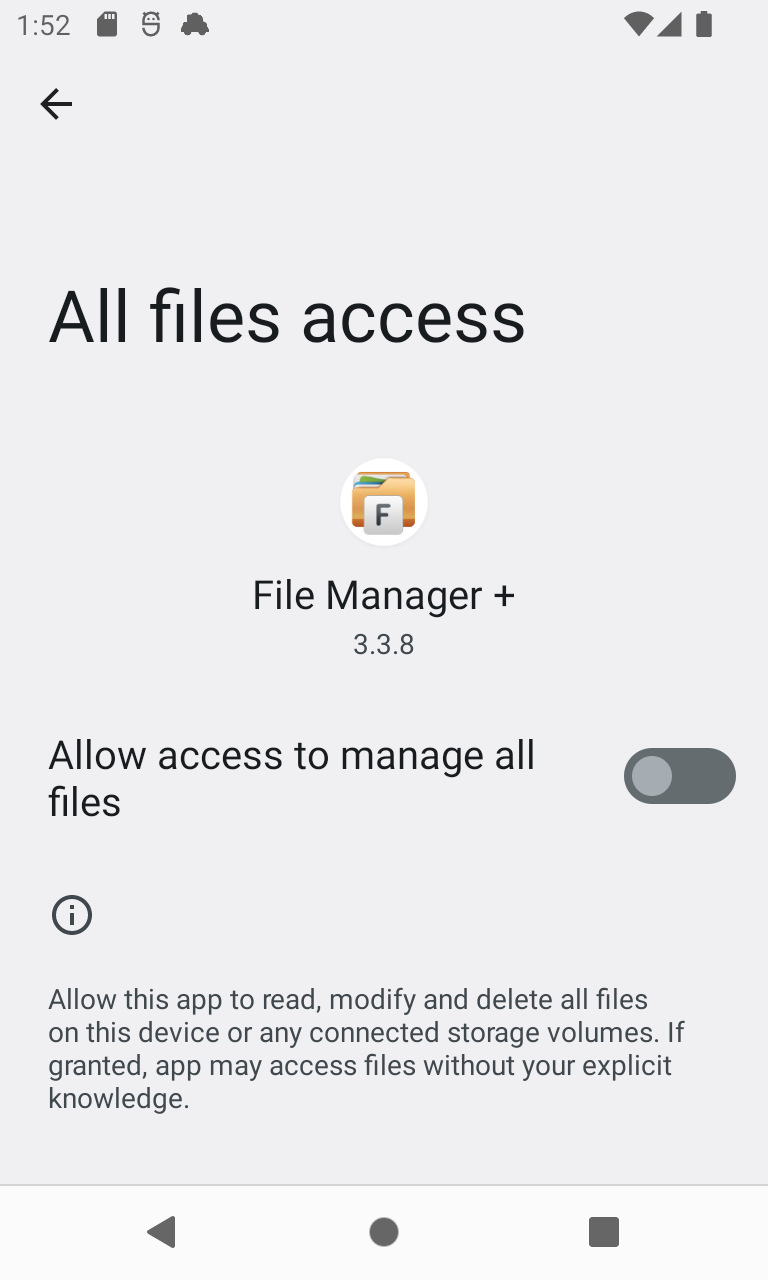 1:52
All files access
F
File Manager +
3.3.8
Allow access to manage all
files
Allow this app to read, modify and delete all files
on this device or any connected storage volumes. If
granted, app may access files without your explicit
knowledge.